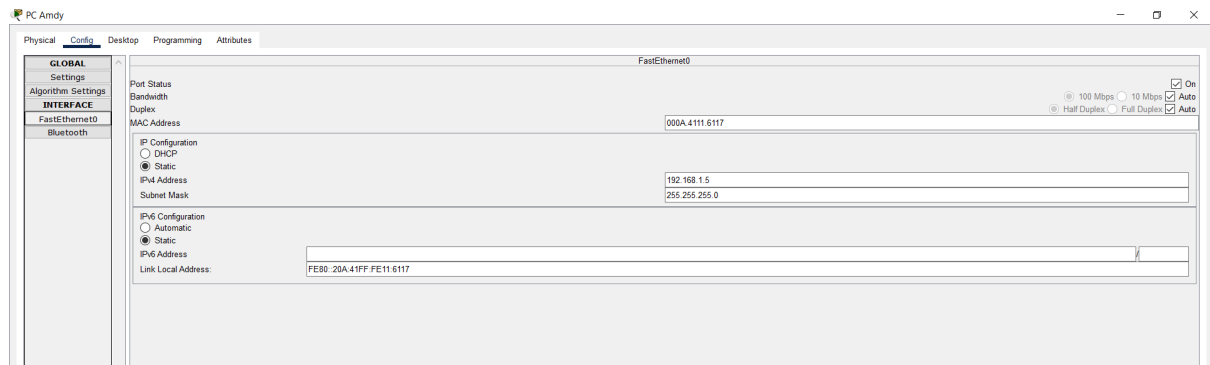 PC Amdy
Physical Config Desktop Programming Attributes
GLOBAL
Settings
Algorithm Settings
INTERFACE
FastEthernet0
Bluetooth
FastEthernet0
Port Status On
Bandwidth 100 Mbps 10 Mbps Auto
Duplex Half Duplex Full Duplex Auto
MAC Address 000A.4111.6117
IP Configuration
DHCP
Static
IPv4 Address 192.168.1.5
Subnet Mask 255.255.255.0
IPv6 Configuration
Automatic
Static
IPv6 Address /
Link Local Address: FE80::20A:41FF:FE11:6117